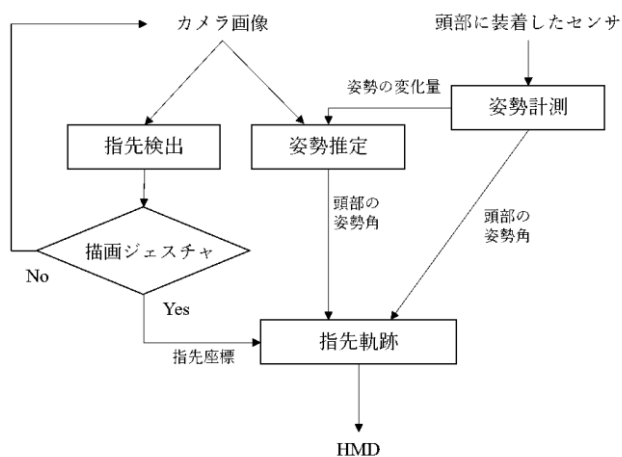 カメラ画像
頭部に装着したセンサ
姿勢の変化量
姿勢計測
指先検出
姿勢推定
頭部の
姿勢角
頭部の
姿勢角
描画ジェスチャ
No
Yes
指先座標
指先軌跡
HMD